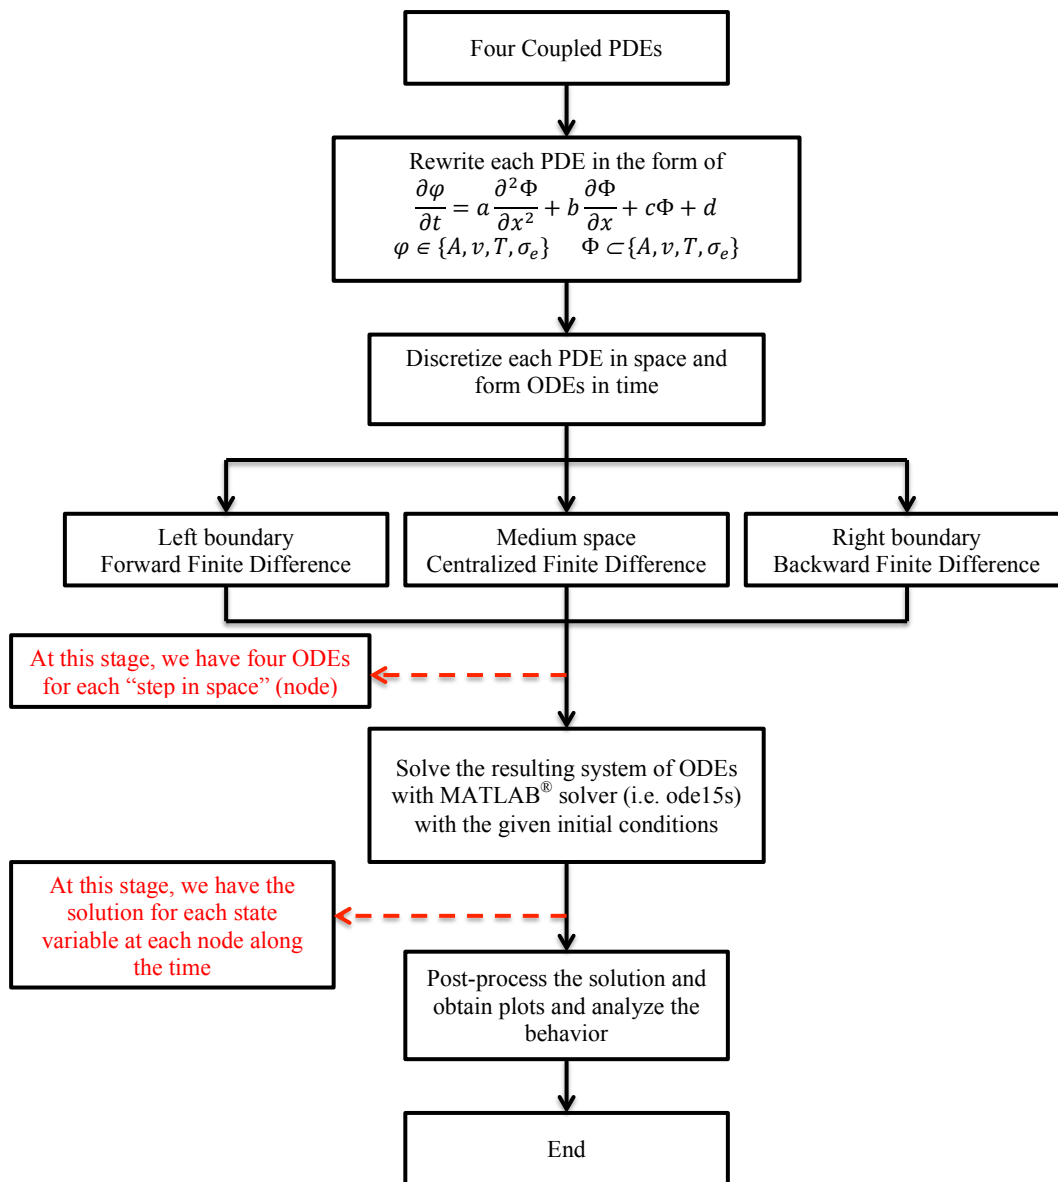 Four Coupled PDEs
Rewrite each PDE in the form of
∂φ/∂t = a ∂²Φ/∂x² + b ∂Φ/∂x + cΦ + d
φ ∈ {A, v, T, σₑ} Φ ⊂ {A, v, T, σₑ}
Discretize each PDE in space and
form ODEs in time
Left boundary
Forward Finite Difference
Medium space
Centralized Finite Difference
Right boundary
Backward Finite Difference
At this stage, we have four ODEs
for each “step in space” (node)
Solve the resulting system of ODEs
with MATLAB® solver (i.e. ode15s)
with the given initial conditions
At this stage, we have the
solution for each state
variable at each node along
the time
Post-process the solution and
obtain plots and analyze the
behavior
End